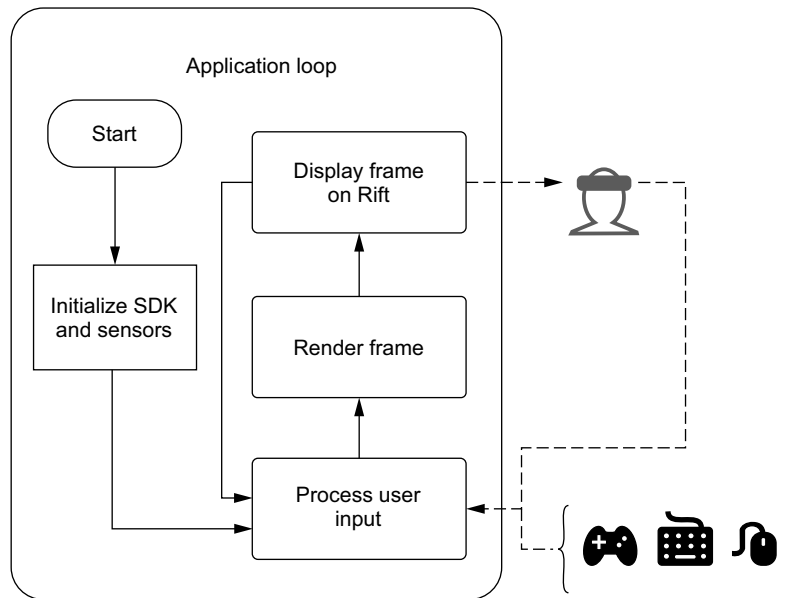 Application loop
Start
Display frame
on Rift
Initialize SDK
and sensors
Render frame
Process user
input